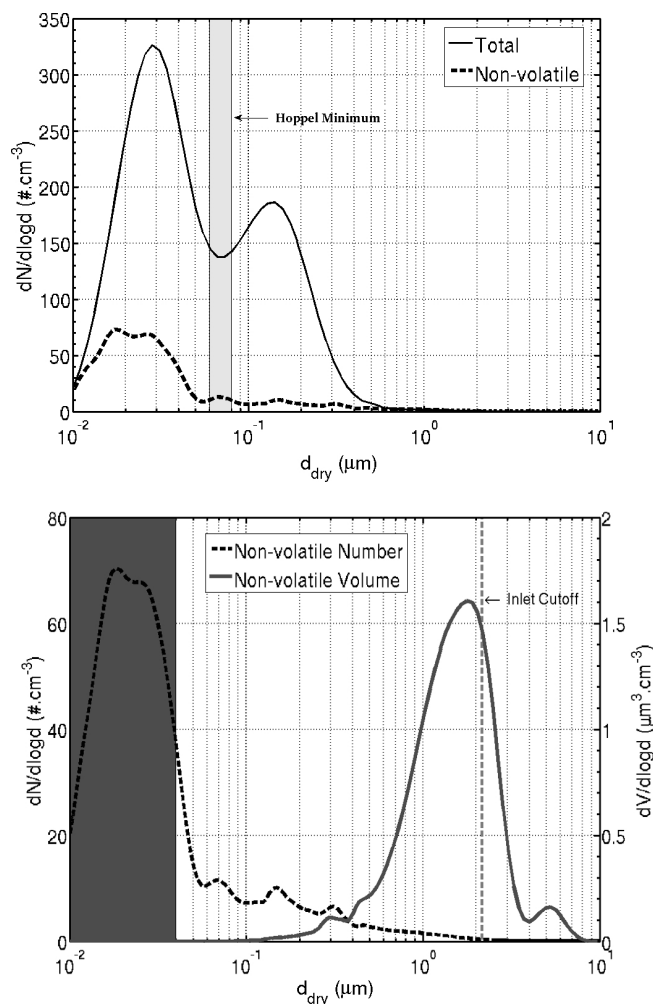 350
300
250
200
150
100
50
0
dN/dlogd (#.cm⁻³)
Total
Non-volatile
Hoppel Minimum
10⁻² 10⁻¹ 10⁰ 10¹
d_dry (μm)
80
60
40
20
0
dN/dlogd (#.cm⁻³)
Non-volatile Number
Non-volatile Volume
Inlet Cutoff
2
1.5
1
0.5
0
dV/dlogd (μm³.cm⁻³)
10⁻² 10⁻¹ 10⁰ 10¹
d_dry (μm)